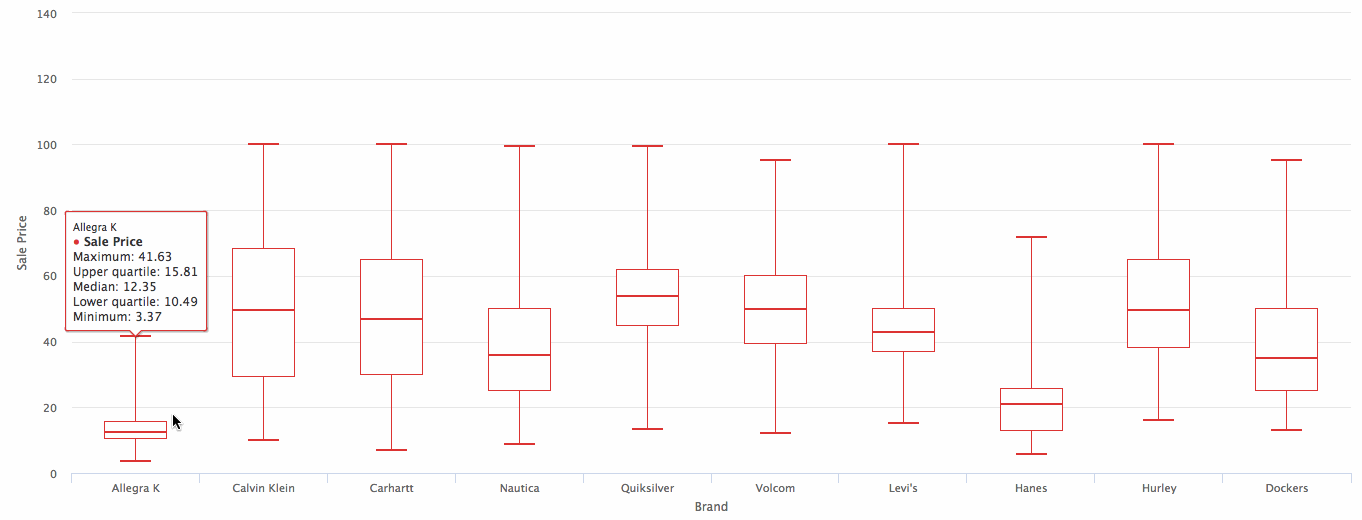 140
120
100
80
60
40
20
0
Sale Price
Allegra K
● Sale Price
Maximum: 41.63
Upper quartile: 15.81
Median: 12.35
Lower quartile: 10.49
Minimum: 3.37
Allegra K Calvin Klein Carhartt Nautica Quiksilver Volcom Levi's Hanes Hurley Dockers
Brand